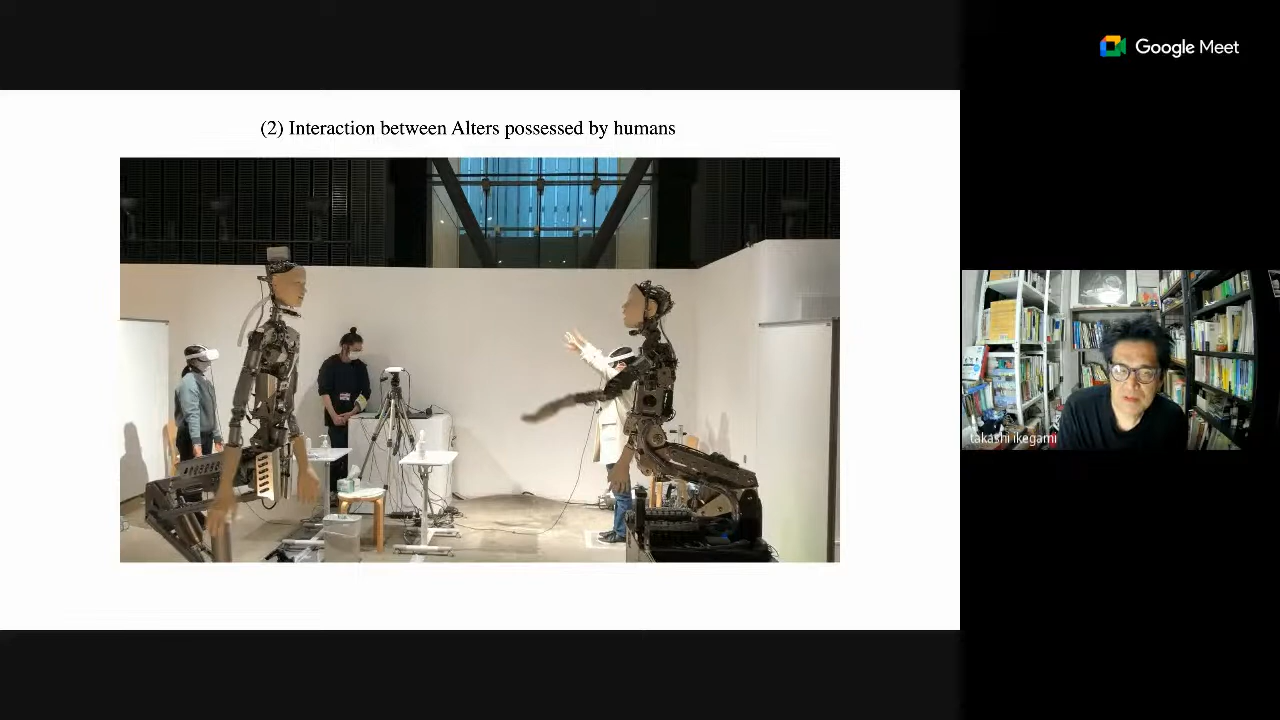 (2) Interaction between Alters possessed by humans
Google Meet
takashi ikegami